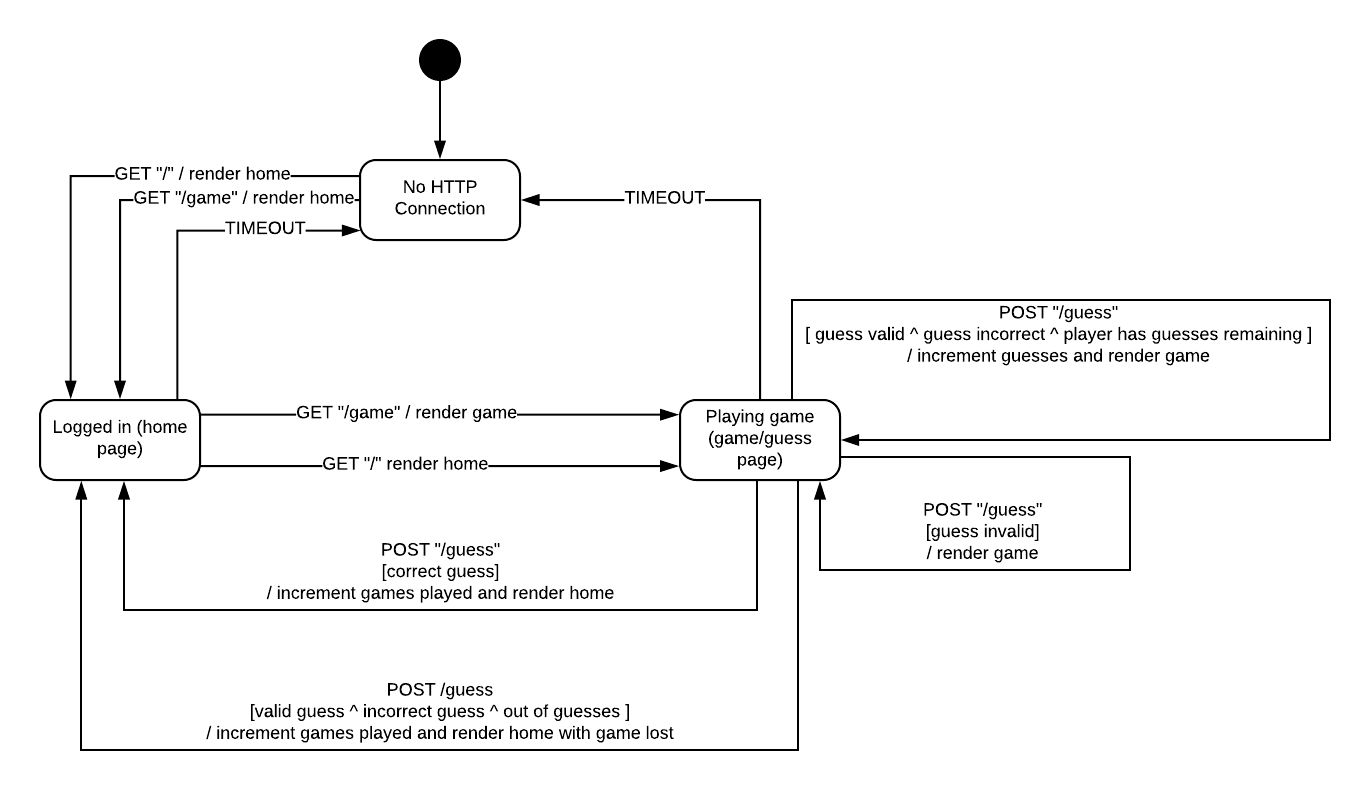 GET "/" / render home
No HTTP
Connection
GET "/game" / render home
TIMEOUT
TIMEOUT
POST "/guess"
[ guess valid ^ guess incorrect ^ player has guesses remaining ]
/ increment guesses and render game
Logged in (home
page)
GET "/game" / render game
GET "/" render home
Playing game
(game/guess
page)
POST "/guess"
[guess invalid]
/ render game
POST "/guess"
[correct guess]
/ increment games played and render home
POST /guess
[valid guess ^ incorrect guess ^ out of guesses ]
/ increment games played and render home with game lost